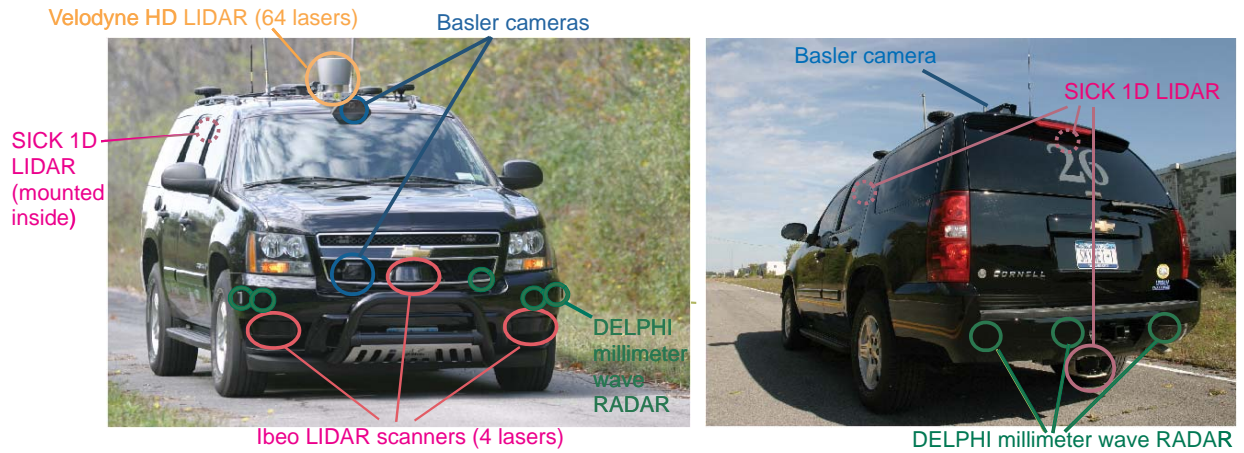 Velodyne HD LIDAR (64 lasers)
Basler cameras
SICK 1D
LIDAR
(mounted
inside)
DELPHI
millimeter
wave
RADAR
Ibeo LIDAR scanners (4 lasers)
Basler camera
SICK 1D LIDAR
26
CORNELL
DELPHI millimeter wave RADAR